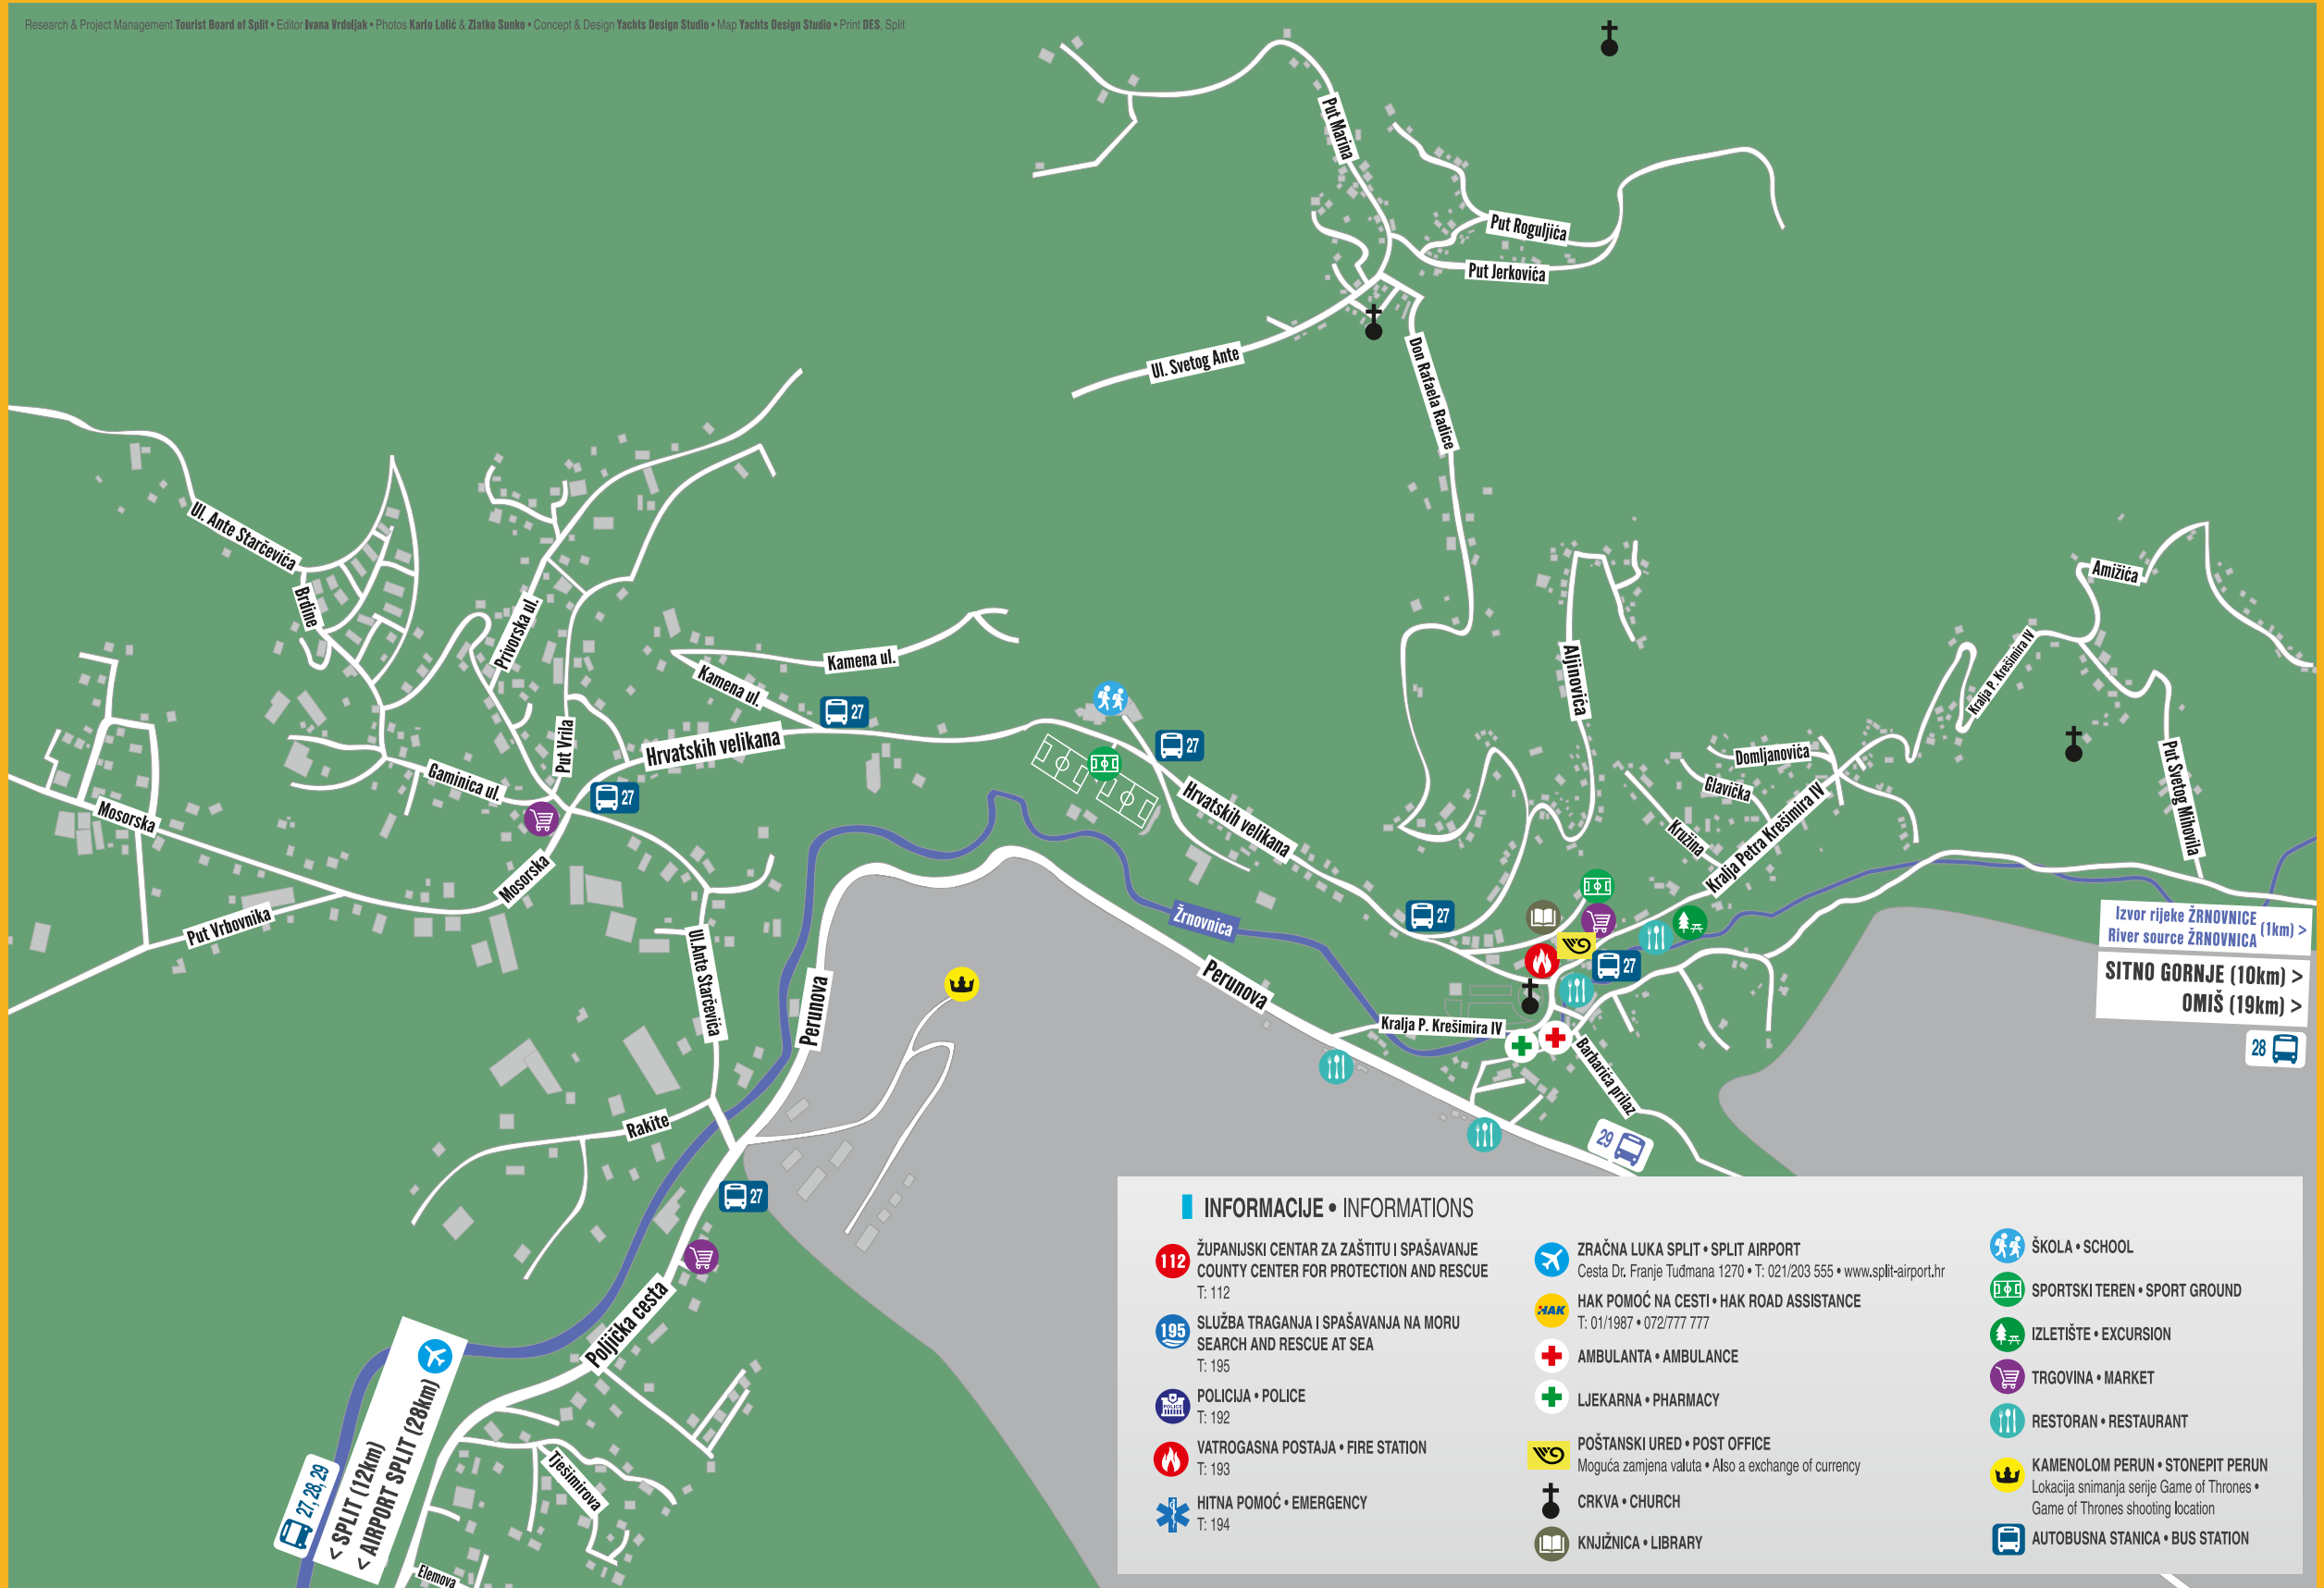 Research & Project Management Tourist Board of Split • Editor Ivana Vrdoljak • Photos Karlo Lolić & Zlatko Sunko • Concept & Design Yachts Design Studio • Map Yachts Design Studio • Print DES, Split
Put Marina
Put Roguljića
Put Jerkovića
Ul. Svetog Ante
Don Rafaela Radice
Ul. Ante Starčevića
Brdine
Privorska ul.
Kamena ul.
Kamena ul.
Aljinovića
Amižića
Kralja P. Krešimira IV
27
27
Put Vrila
Hrvatskih velikana
Domljanovića
Glavička
Put Svetog Mihovila
Gaminica ul.
27
Mosorska
Hrvatskih velikana
Kružina
Kralja Petra Krešimira IV
Mosorska
Put Vrbovnika
Žrnovnica
27
27
Izvor rijeke ŽRNOVNICE
River source ŽRNOVNICA (1km) >
SITNO GORNJE (10km) >
OMIŠ (19km) >
28
Ul.Ante Starčevića
Perunova
Perunova
Kralja P. Krešimira IV
Barbarića prilaz
29
Rakite
27
Poljička cesta
Tješimirova
Elemova
27, 28, 29
< SPLIT (12km)
< AIRPORT SPLIT (28km)
INFORMACIJE • INFORMATIONS
112
ŽUPANIJSKI CENTAR ZA ZAŠTITU I SPAŠAVANJE
COUNTY CENTER FOR PROTECTION AND RESCUE
T: 112
195
SLUŽBA TRAGANJA I SPAŠAVANJA NA MORU
SEARCH AND RESCUE AT SEA
T: 195
POLICE
POLICIJA • POLICE
T: 192
VATROGASNA POSTAJA • FIRE STATION
T: 193
HITNA POMOĆ • EMERGENCY
T: 194
ZRAČNA LUKA SPLIT • SPLIT AIRPORT
Cesta Dr. Franje Tuđmana 1270 • T: 021/203 555 • www.split-airport.hr
HAK
HAK POMOĆ NA CESTI • HAK ROAD ASSISTANCE
T: 01/1987 • 072/777 777
AMBULANTA • AMBULANCE
LJEKARNA • PHARMACY
POŠTANSKI URED • POST OFFICE
Moguća zamjena valuta • Also a exchange of currency
CRKVA • CHURCH
KNJIŽNICA • LIBRARY
ŠKOLA • SCHOOL
SPORTSKI TEREN • SPORT GROUND
IZLETIŠTE • EXCURSION
TRGOVINA • MARKET
RESTORAN • RESTAURANT
KAMENOLOM PERUN • STONEPIT PERUN
Lokacija snimanja serije Game of Thrones •
Game of Thrones shooting location
AUTOBUSNA STANICA • BUS STATION